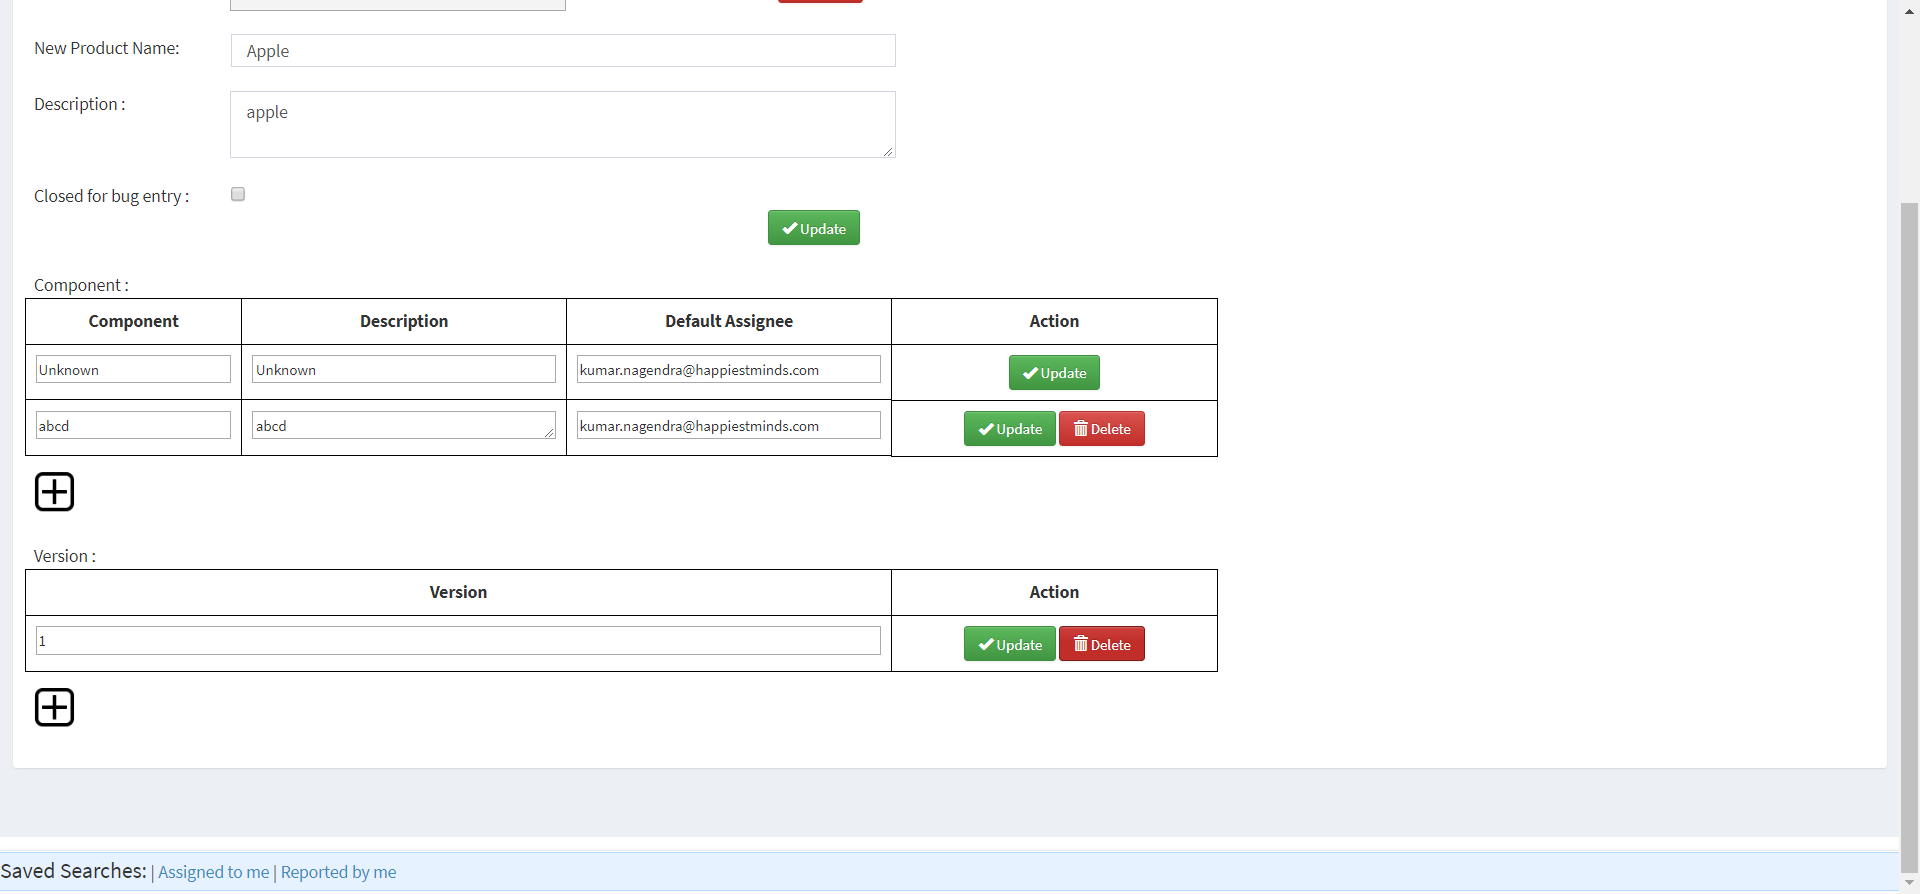 New Product Name: Apple
Description : apple
Closed for bug entry :
Update
Component :
Component Description Default Assignee Action
Unknown Unknown kumar.nagendra@happiestminds.com Update
abcd abcd kumar.nagendra@happiestminds.com Update Delete
Version :
Version Action
1 Update Delete
Saved Searches: | Assigned to me | Reported by me